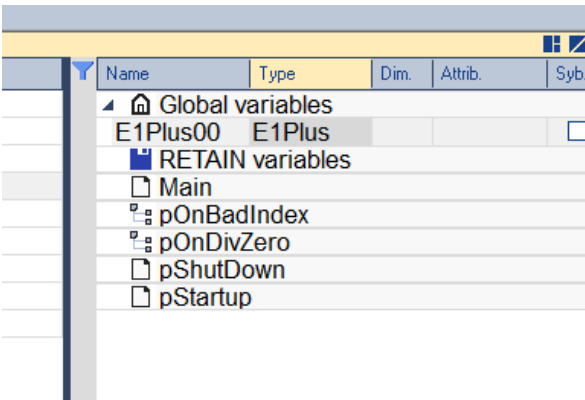 Name Type Dim. Attrib. Syb.
Global variables
E1Plus00 E1Plus
RETAIN variables
Main
pOnBadIndex
pOnDivZero
pShutDown
pStartup